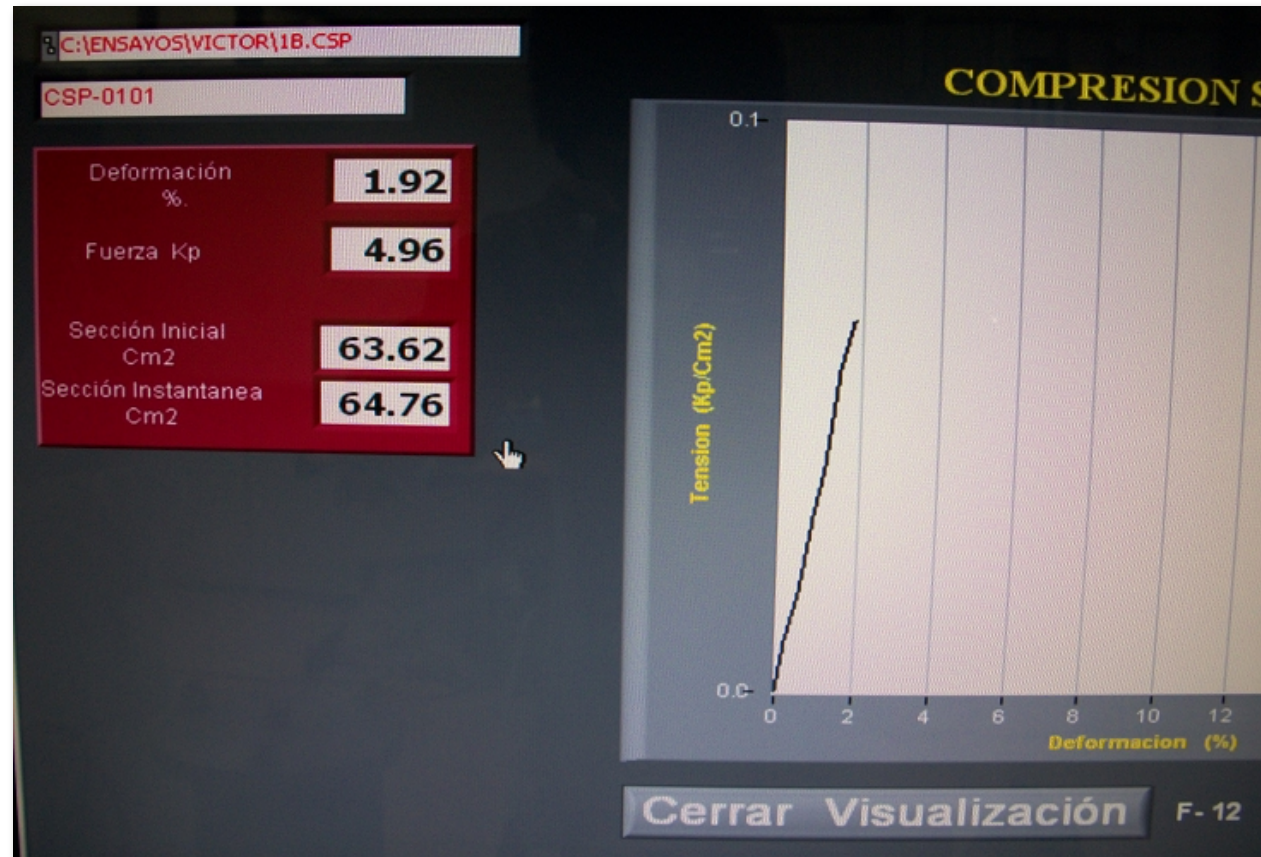 C:\ENSAYOS\VICTOR\1B.CSP
CSP-0101
Deformación
%.
1.92
Fuerza Kp
4.96
Sección Inicial
Cm2
63.62
Sección Instantanea
Cm2
64.76
COMPRESION S
0.1
Tension (Kp/Cm2)
0.0
0 2 4 6 8 10 12
Deformacion (%)
Cerrar Visualización F-12